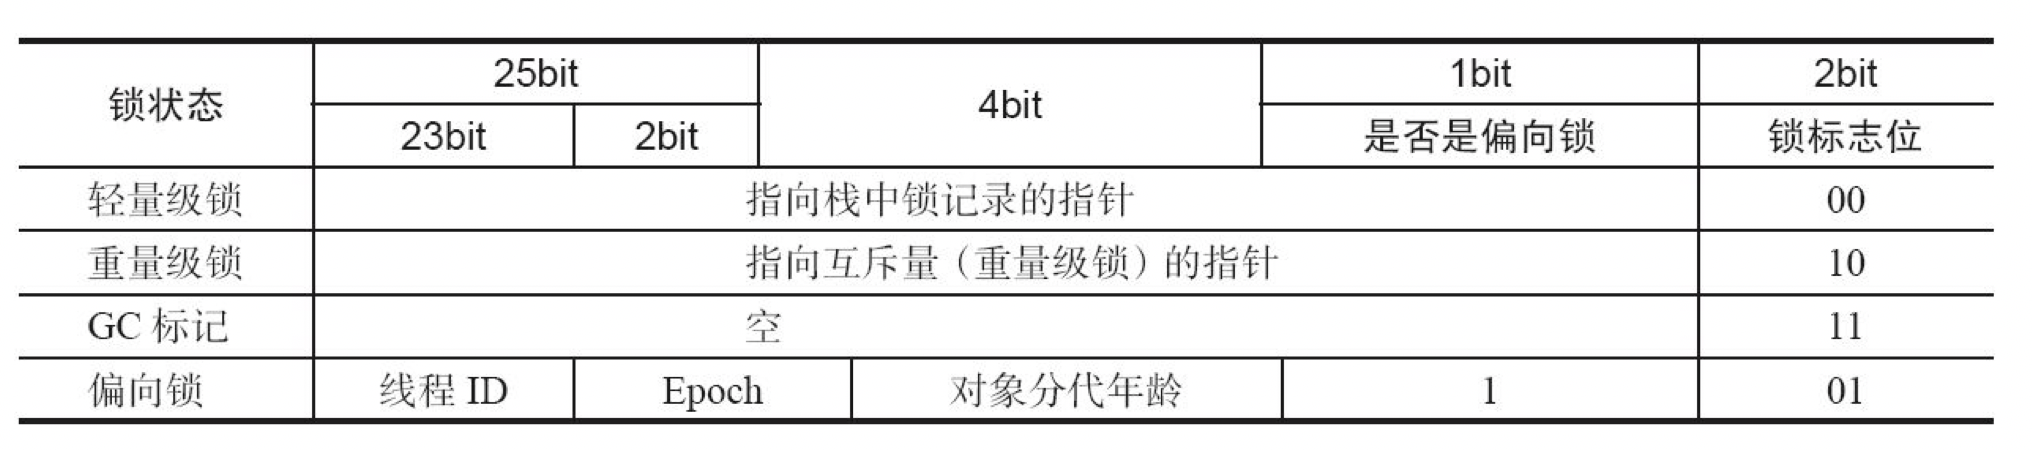 锁状态 25bit 4bit 1bit 2bit
23bit 2bit 是否是偏向锁 锁标志位
轻量级锁 指向栈中锁记录的指针 00
重量级锁 指向互斥量（重量级锁）的指针 10
GC 标记 空 11
偏向锁 线程 ID Epoch 对象分代年龄 1 01